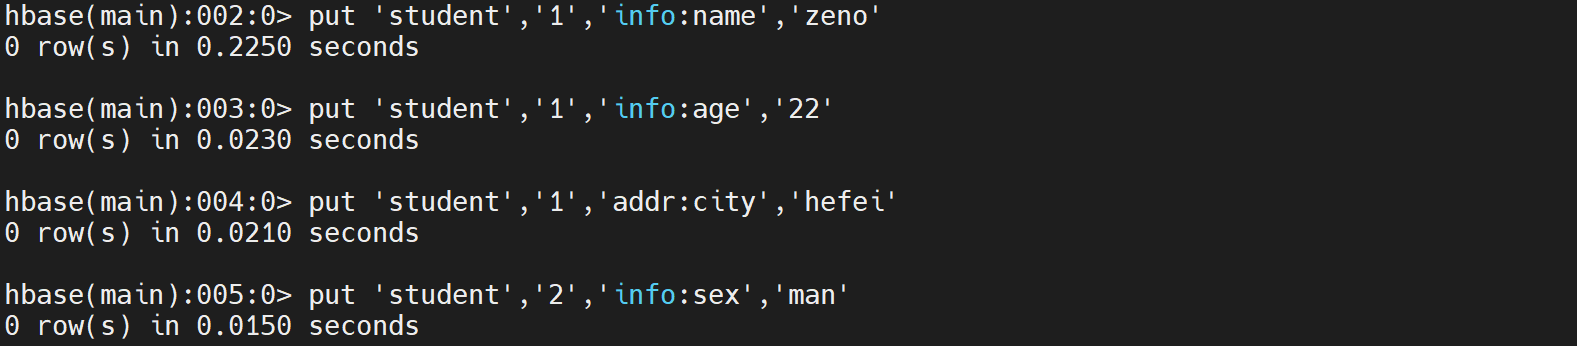 hbase(main):002:0> put 'student','1','info:name','zeno'
0 row(s) in 0.2250 seconds
hbase(main):003:0> put 'student','1','info:age','22'
0 row(s) in 0.0230 seconds
hbase(main):004:0> put 'student','1','addr:city','hefei'
0 row(s) in 0.0210 seconds
hbase(main):005:0> put 'student','2','info:sex','man'
0 row(s) in 0.0150 seconds